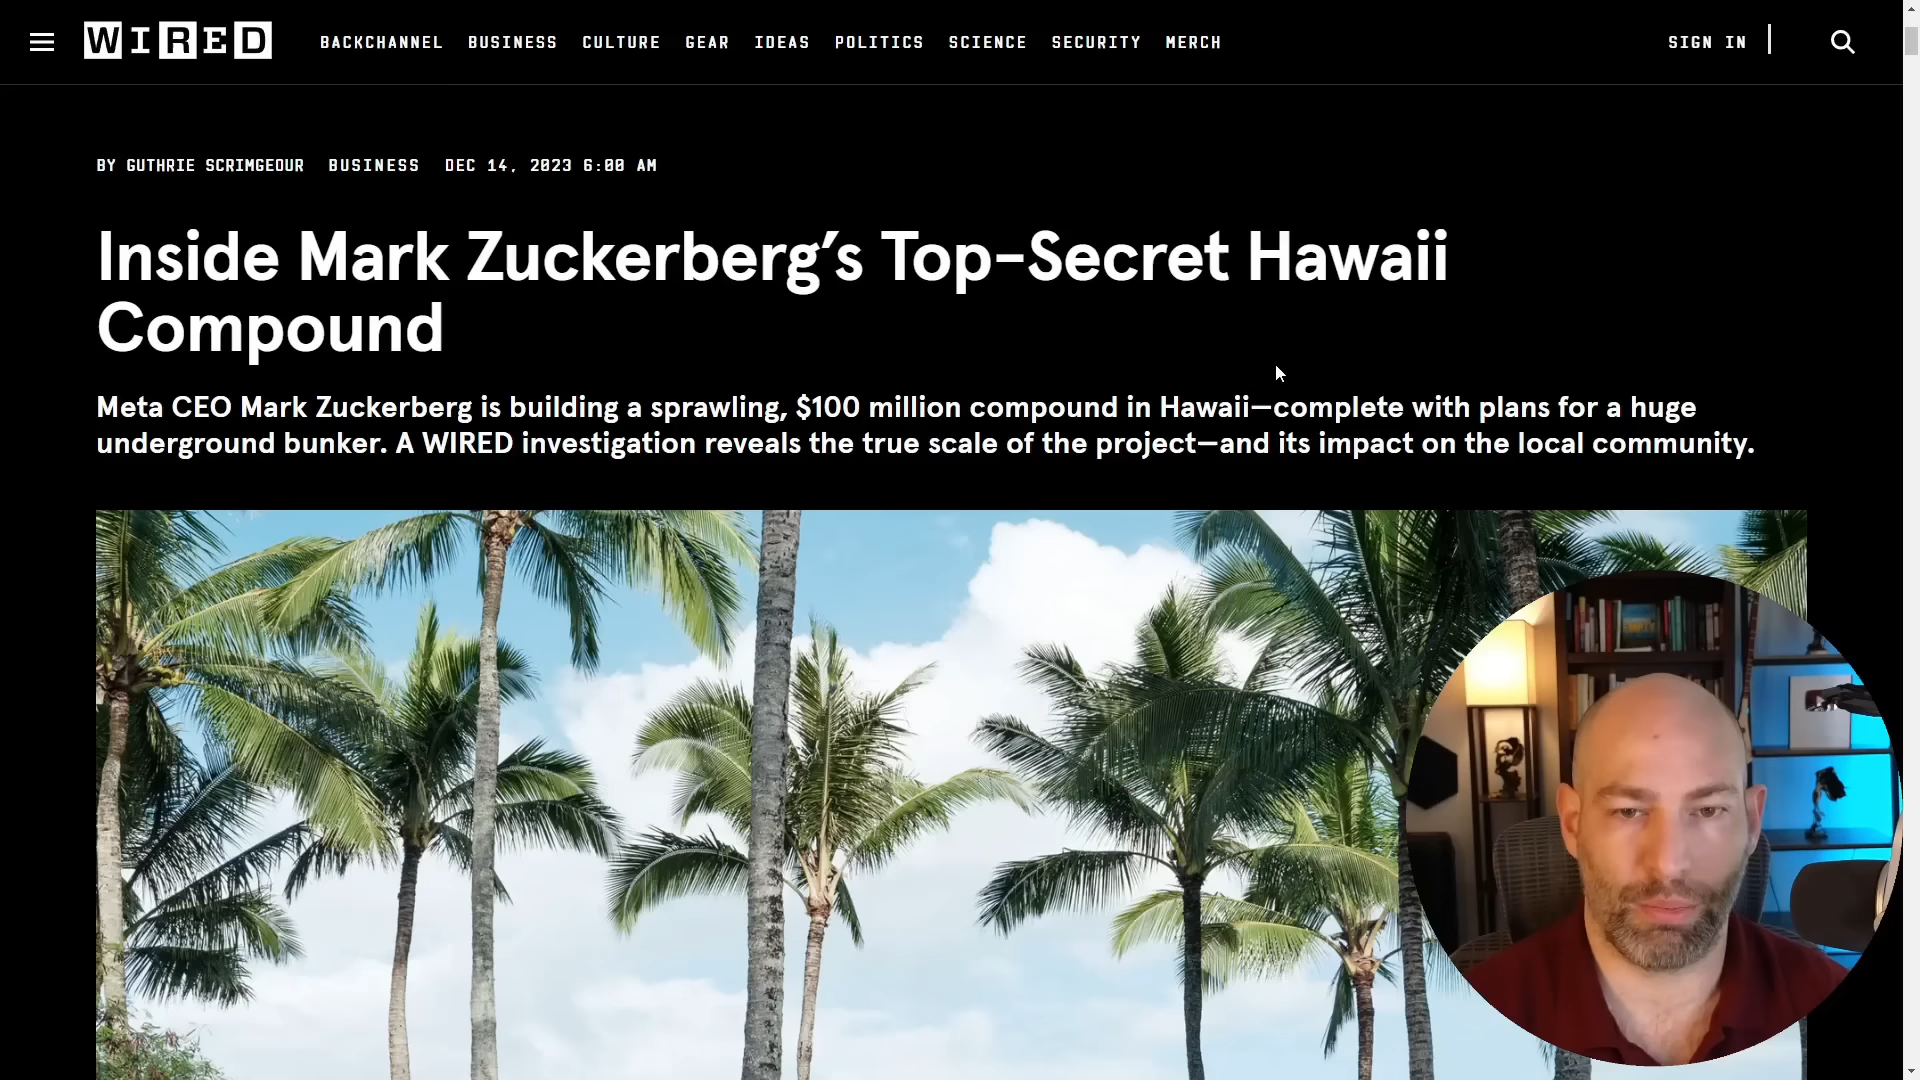 WIRED
BACKCHANNEL BUSINESS CULTURE GEAR IDEAS POLITICS SCIENCE SECURITY MERCH
SIGN IN
BY GUTHRIE SCRIMGEOUR BUSINESS DEC 14, 2023 6:00 AM
Inside Mark Zuckerberg’s Top-Secret Hawaii
Compound
Meta CEO Mark Zuckerberg is building a sprawling, $100 million compound in Hawaii—complete with plans for a huge
underground bunker. A WIRED investigation reveals the true scale of the project—and its impact on the local community.